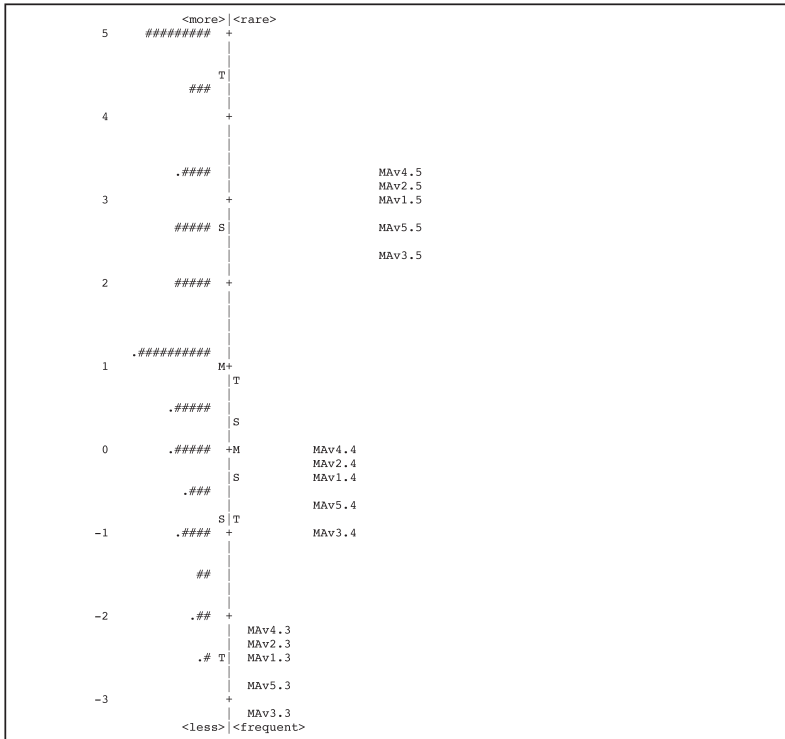 <more>|<rare>
5 ######### +
|
|
T|
### |
|
4 +
|
|
|
.#### | MAv4.5
| MAv2.5
3 + MAv1.5
|
##### S| MAv5.5
|
| MAv3.5
|
2 ##### +
|
|
|
|
.########## |
1 M+
|T
|
.##### |
|S
|
0 .##### +M MAv4.4
| MAv2.4
|S MAv1.4
.### |
| MAv5.4
S|T
-1 .#### + MAv3.4
|
|
## |
|
|
-2 .## +
| MAv4.3
| MAv2.3
.# T| MAv1.3
|
| MAv5.3
-3 +
| MAv3.3
<less>|<frequent>